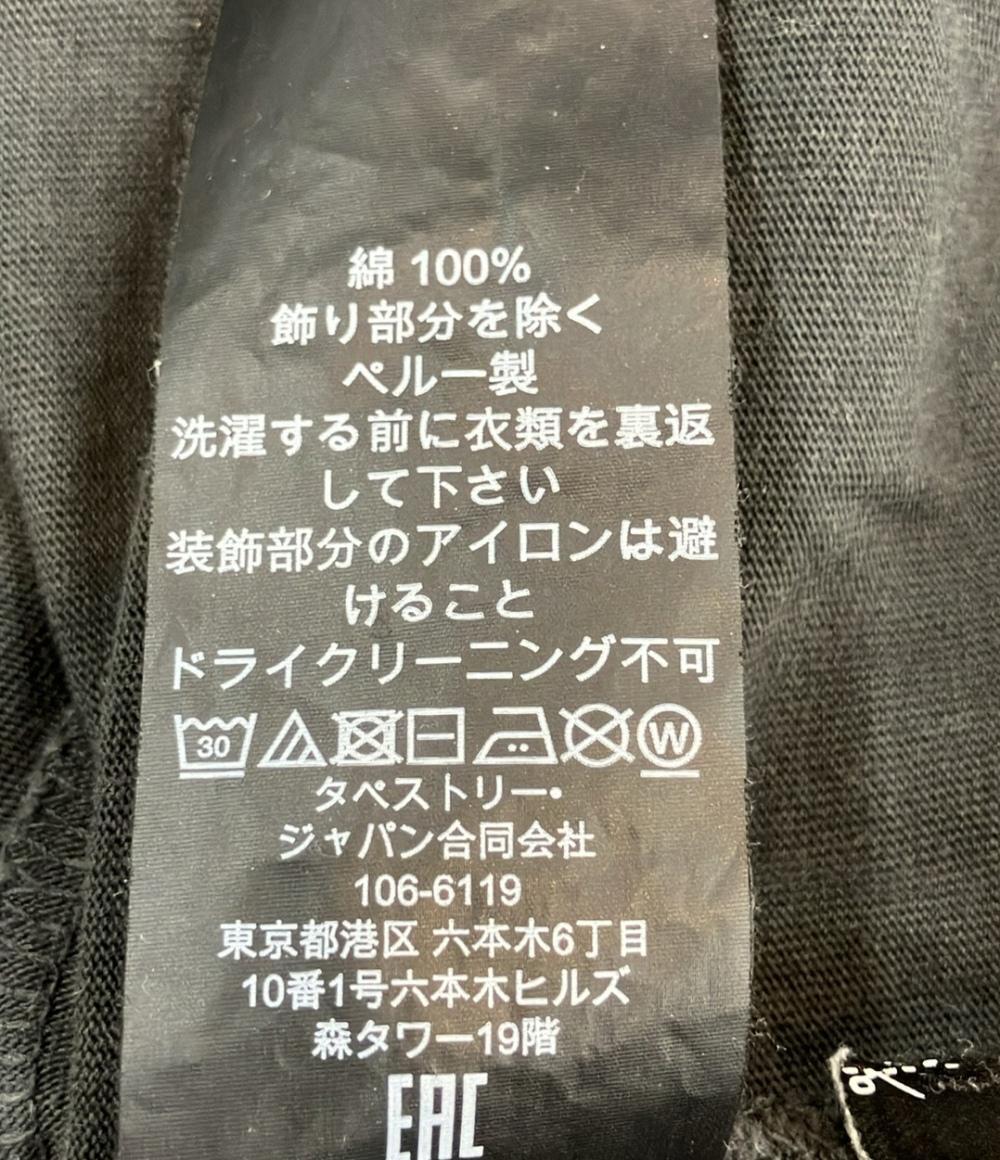 綿 100%
飾り部分を除く
ペルー製
洗濯する前に衣類を裏返
して下さい
装飾部分のアイロンは避
けること
ドライクリーニング不可
30 W
タペストリー・
ジャパン合同会社
106-6119
東京都港区 六本木6丁目
10番1号六本木ヒルズ
森タワー19階
EAC